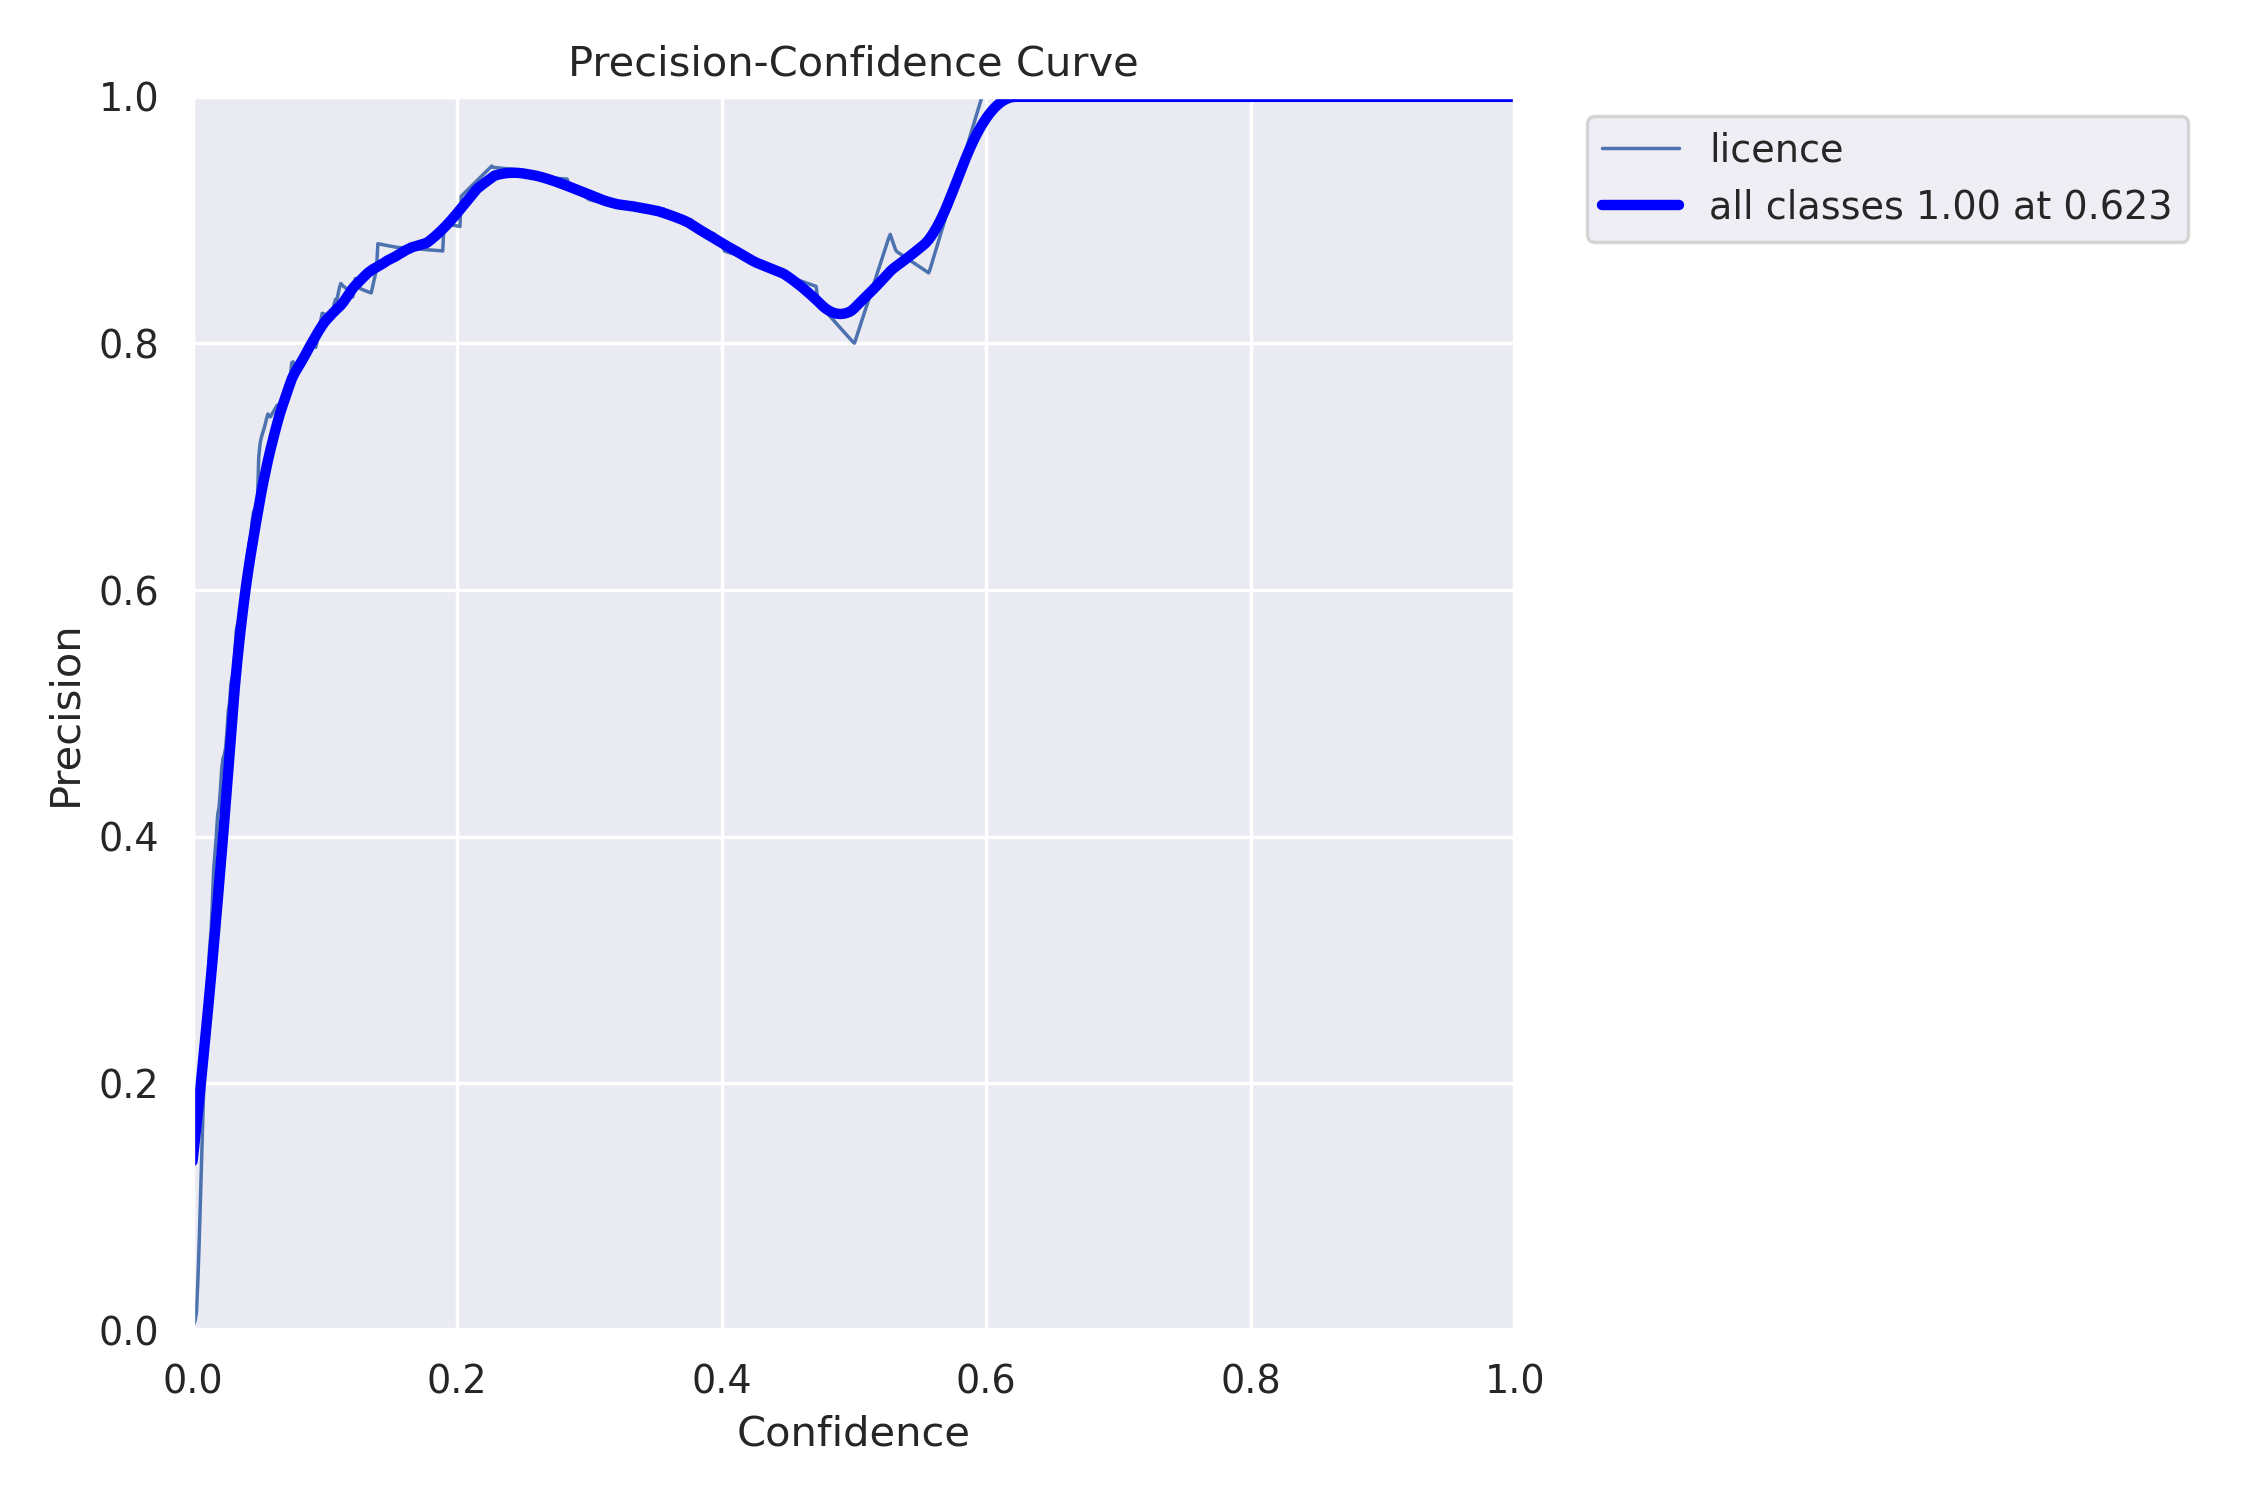 Precision-Confidence Curve
1.0
0.8
0.6
0.4
0.2
0.0
Precision
0.0 0.2 0.4 0.6 0.8 1.0
Confidence
licence
all classes 1.00 at 0.623